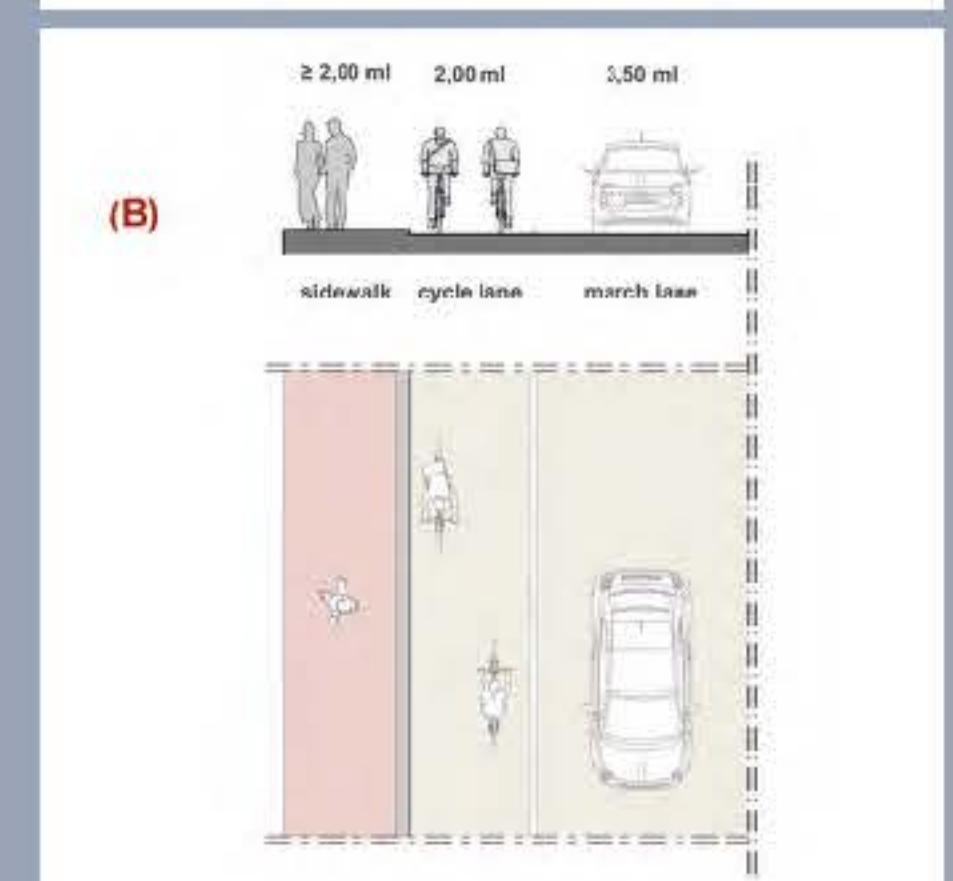 ≥ 2,00 ml 2,00 ml 3,50 ml
(B)
sidewalk cycle lane march lane